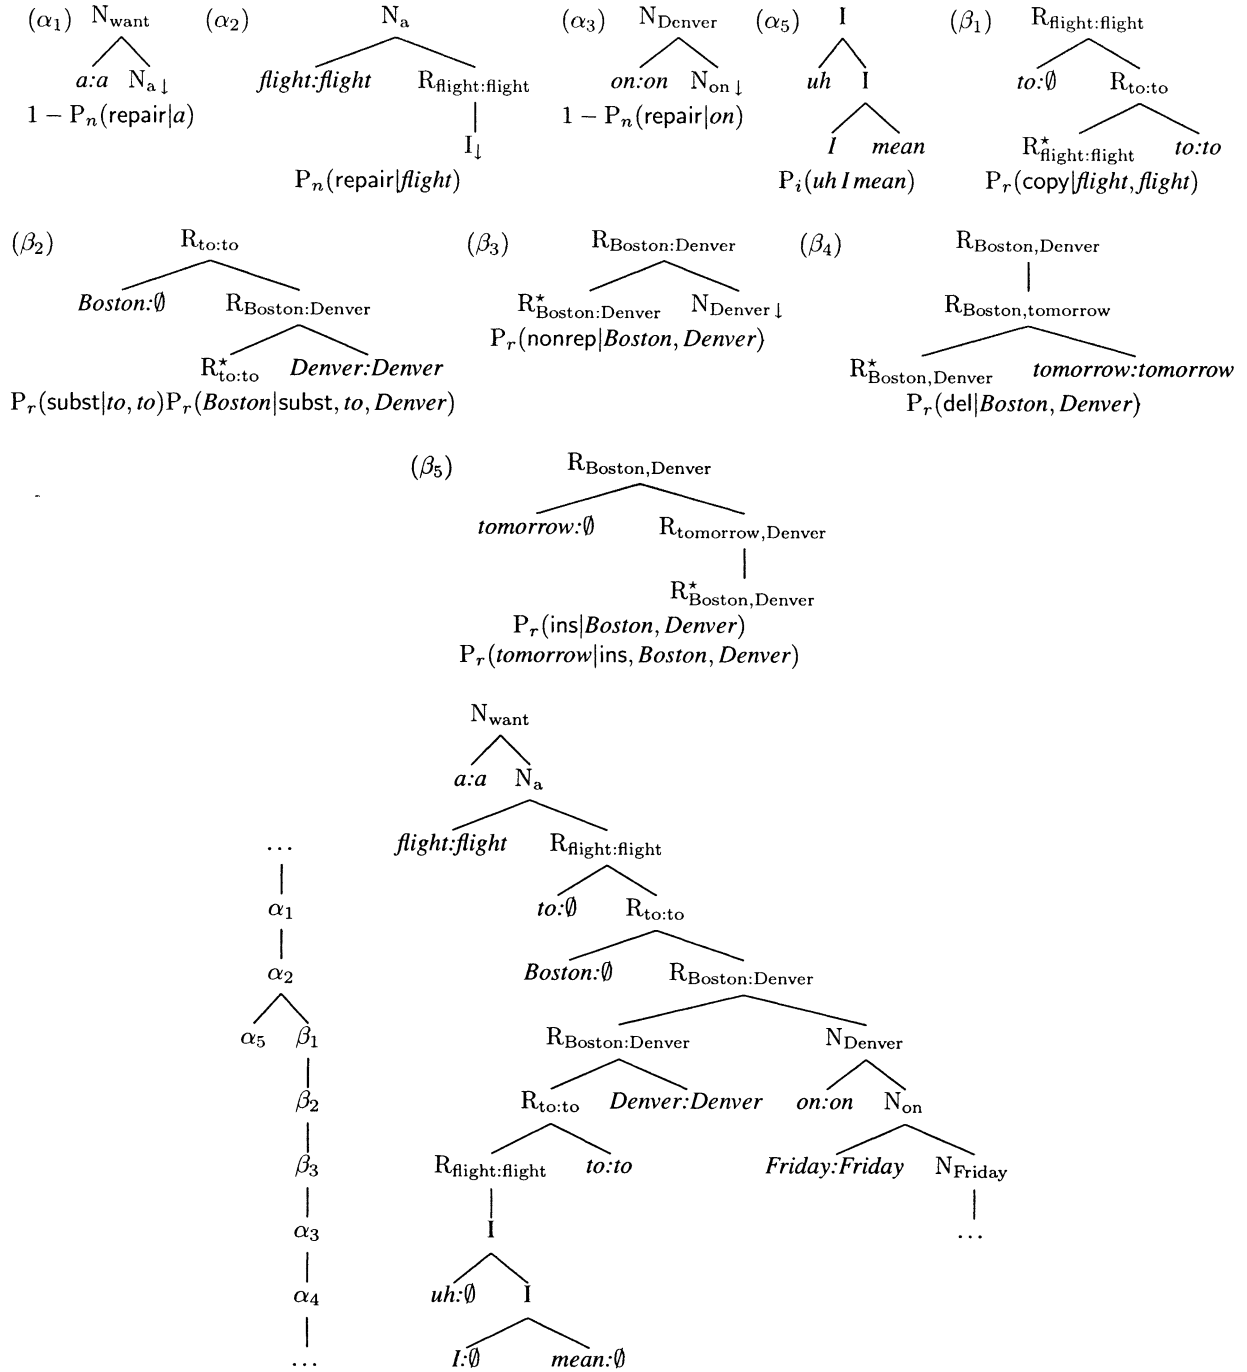 (α₁) N_want (α₂) N_a (α₃) N_Denver (α₅) I (β₁) R_flight:flight
a:a N_a↓ flight:flight R_flight:flight on:on N_on↓ uh I to:∅ R_to:to
1 − P_n(repair|a) I↓ 1 − P_n(repair|on) I mean R*_flight:flight to:to
P_n(repair|flight) P_i(uh I mean) P_r(copy|flight, flight)
(β₂) R_to:to (β₃) R_Boston:Denver (β₄) R_Boston,Denver
Boston:∅ R_Boston:Denver R*_Boston:Denver N_Denver↓ R_Boston,tomorrow
P_r(nonrep|Boston, Denver)
R*_to:to Denver:Denver R*_Boston,Denver tomorrow:tomorrow
P_r(subst|to, to)P_r(Boston|subst, to, Denver) P_r(del|Boston, Denver)
(β₅) R_Boston,Denver
tomorrow:∅ R_tomorrow,Denver
R*_Boston,Denver
P_r(ins|Boston, Denver)
P_r(tomorrow|ins, Boston, Denver)
N_want
a:a N_a
... flight:flight R_flight:flight
α₁ to:∅ R_to:to
α₂ Boston:∅ R_Boston:Denver
α₅ β₁ R_Boston:Denver N_Denver
β₂ R_to:to Denver:Denver on:on N_on
β₃ R_flight:flight to:to Friday:Friday N_Friday
α₃ I ...
α₄ uh:∅ I
... I:∅ mean:∅